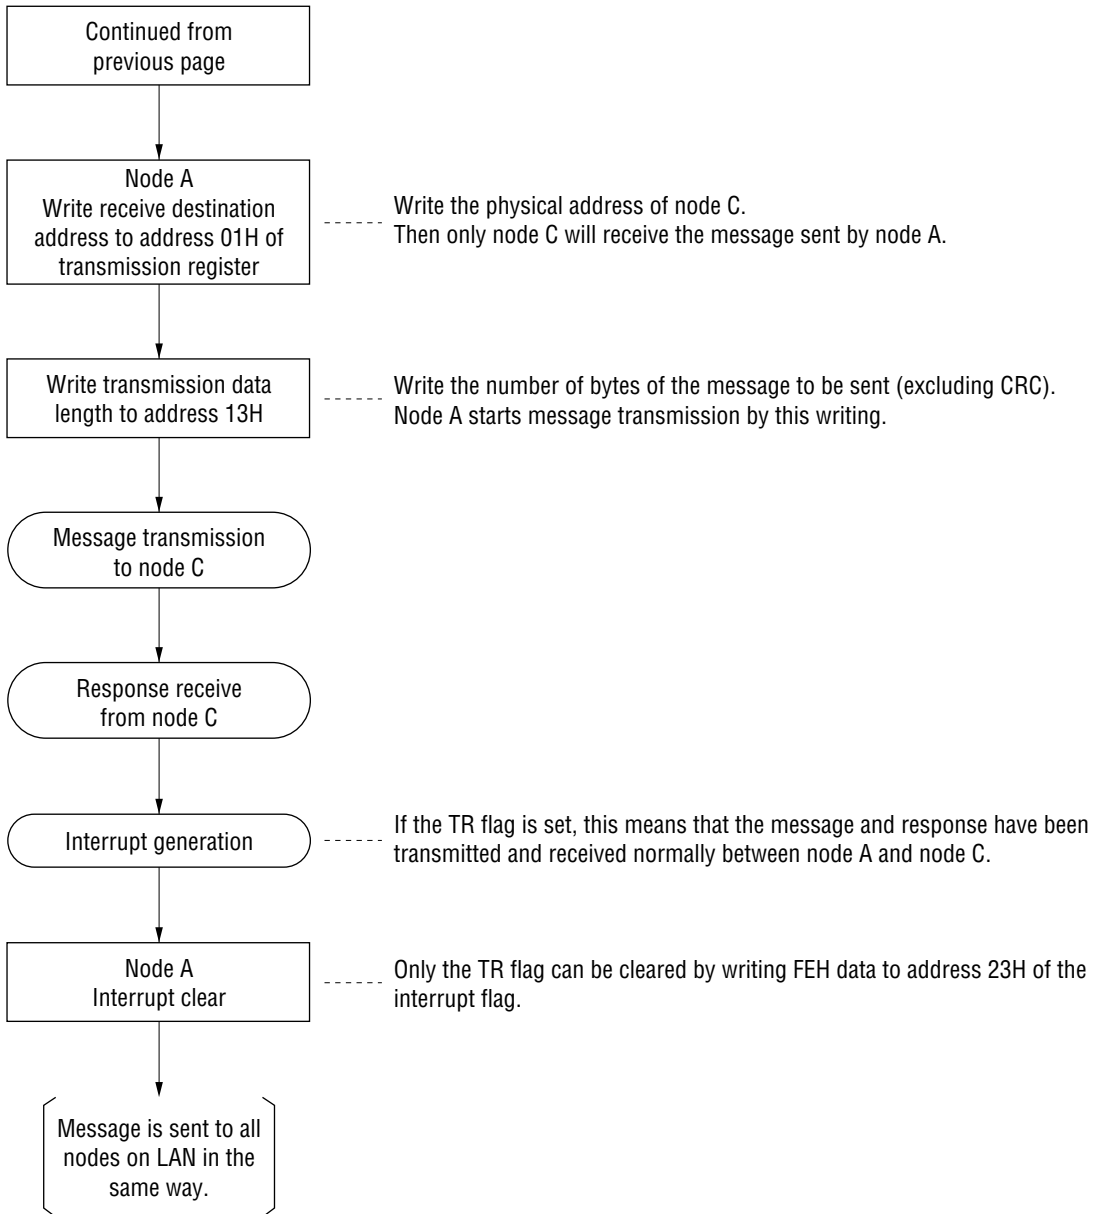 Continued from
previous page
Node A
Write receive destination
address to address 01H of
transmission register
Write the physical address of node C.
Then only node C will receive the message sent by node A.
Write transmission data
length to address 13H
Write the number of bytes of the message to be sent (excluding CRC).
Node A starts message transmission by this writing.
Message transmission
to node C
Response receive
from node C
Interrupt generation
If the TR flag is set, this means that the message and response have been
transmitted and received normally between node A and node C.
Node A
Interrupt clear
Only the TR flag can be cleared by writing FEH data to address 23H of the
interrupt flag.
Message is sent to all
nodes on LAN in the
same way.